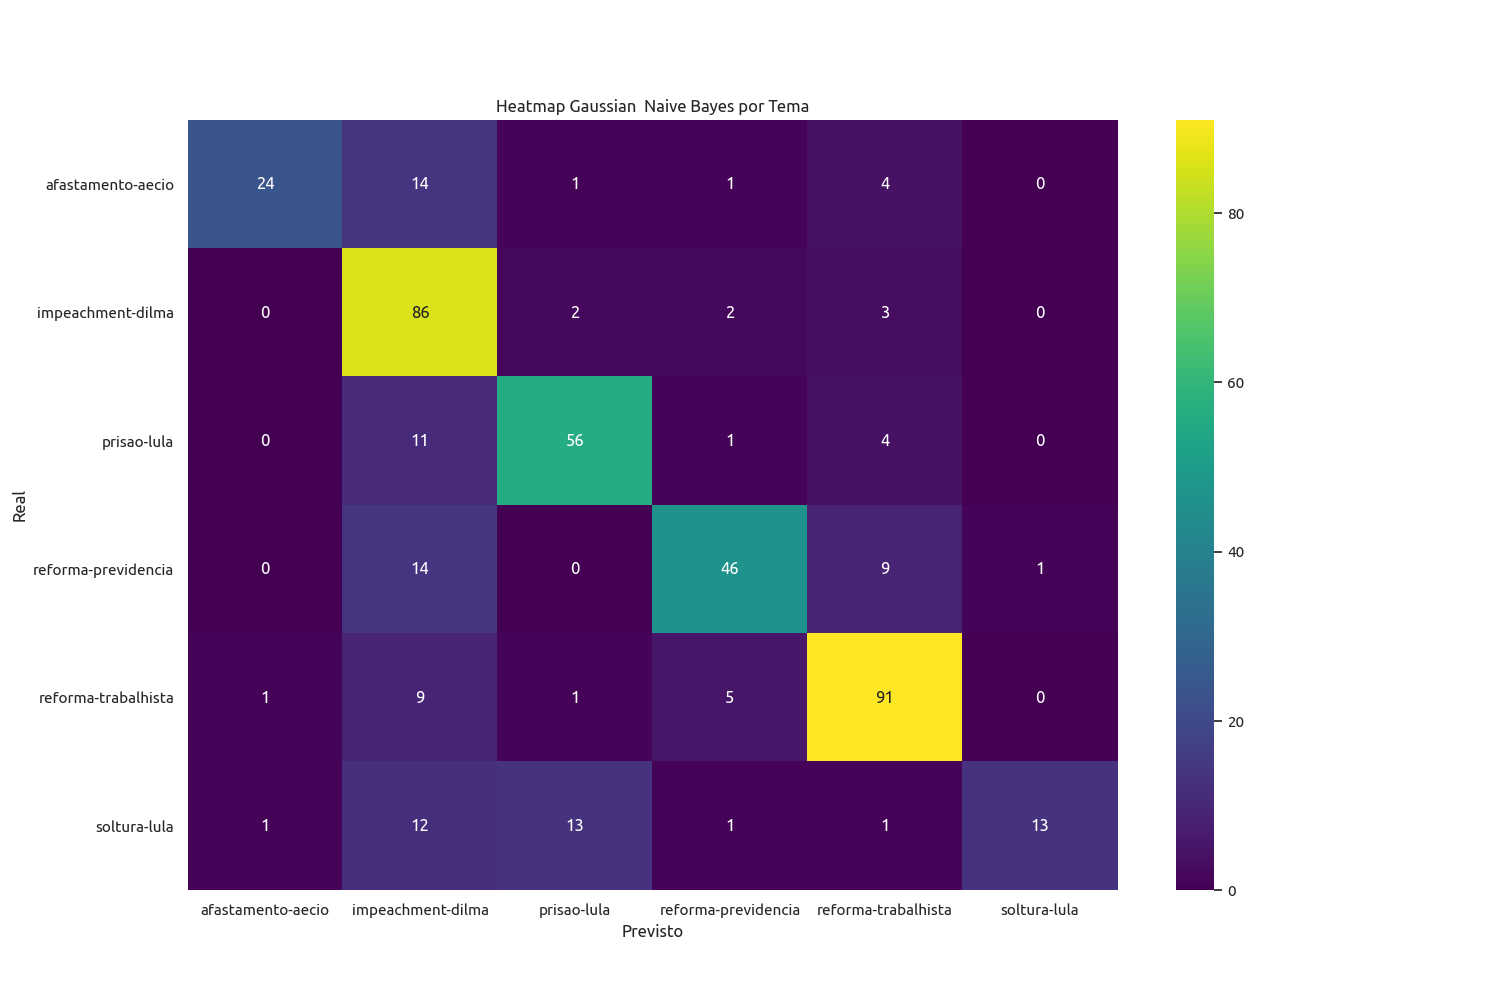 Heatmap Gaussian  Naive Bayes por Tema
afastamento-aecio 24 14 1 1 4 0
impeachment-dilma 0 86 2 2 3 0
prisao-lula 0 11 56 1 4 0
reforma-previdencia 0 14 0 46 9 1
reforma-trabalhista 1 9 1 5 91 0
soltura-lula 1 12 13 1 1 13
afastamento-aecio impeachment-dilma prisao-lula reforma-previdencia reforma-trabalhista soltura-lula
Previsto
Real
80
60
40
20
0